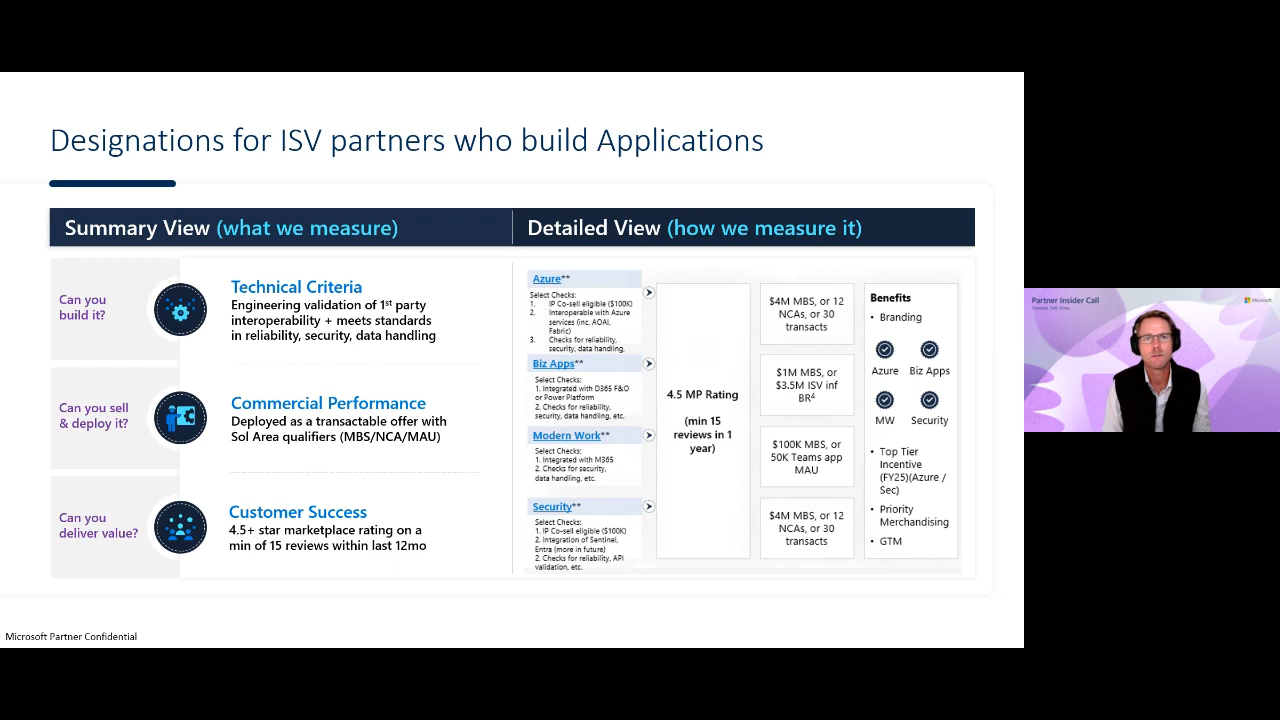 Designations for ISV partners who build Applications
Summary View (what we measure)
Can you
build it?
Technical Criteria
Engineering validation of 1st party
interoperability + meets standards
in reliability, security, data handling
Can you sell
& deploy it?
Commercial Performance
Deployed as a transactable offer with
Sol Area qualifiers (MBS/NCA/MAU)
Can you
deliver value?
Customer Success
4.5+ star marketplace rating on a
min of 15 reviews within last 12mo
Detailed View (how we measure it)
Azure**
Select Checks:
1. IP Co-sell eligible ($100K)
2. Interoperable with Azure
services (inc. AOAI,
Fabric)
3. Checks for reliability,
security, data handling,
Biz Apps**
Select Checks:
1. Integrated with D365 F&O
or Power Platform
2. Checks for reliability,
security, data handling, etc.
Modern Work**
Select Checks:
1. Integrated with M365
2. Checks for security,
data handling, etc.
Security**
Select Checks:
1. IP Co-sell eligible ($100K)
2. Integration of Sentinel,
Entra (more in future)
2. Checks for reliability, API
validation, etc.
4.5 MP Rating
(min 15
reviews in 1
year)
$4M MBS, or 12
NCAs, or 30
transacts
$1M MBS, or
$3.5M ISV inf
BR4
$100K MBS, or
50K Teams app
MAU
$4M MBS, or 12
NCAs, or 30
transacts
Benefits
• Branding
Azure
Biz Apps
MW
Security
• Top Tier
Incentive
(FY25)(Azure /
Sec)
• Priority
Merchandising
• GTM
Microsoft Partner Confidential
Partner Insider Call
Microsoft